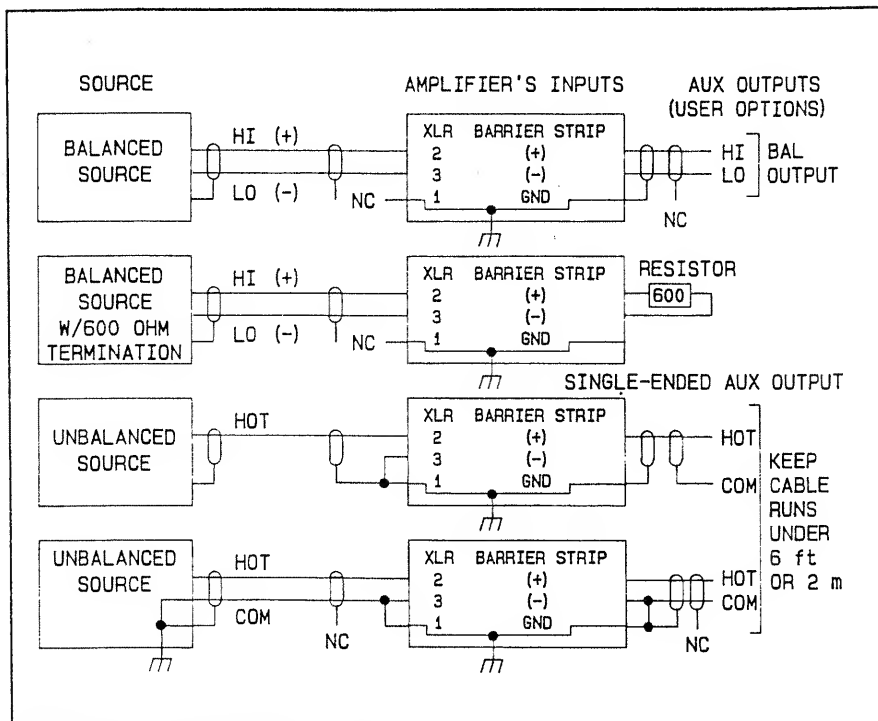 SOURCE
AMPLIFIER'S INPUTS
AUX OUTPUTS
(USER OPTIONS)
BALANCED
SOURCE
HI (+)
LO (-)
NC
XLR BARRIER STRIP
2 (+)
3 (-)
1 GND
HI
LO
BAL
OUTPUT
NC
BALANCED
SOURCE
W/600 OHM
TERMINATION
HI (+)
LO (-)
NC
XLR BARRIER STRIP
2 (+)
3 (-)
1 GND
RESISTOR
600
SINGLE-ENDED AUX OUTPUT
UNBALANCED
SOURCE
HOT
XLR BARRIER STRIP
2 (+)
3 (-)
1 GND
HOT
COM
UNBALANCED
SOURCE
HOT
COM
NC
XLR BARRIER STRIP
2 (+)
3 (-)
1 GND
HOT
COM
NC
KEEP
CABLE
RUNS
UNDER
6 ft
OR 2 m